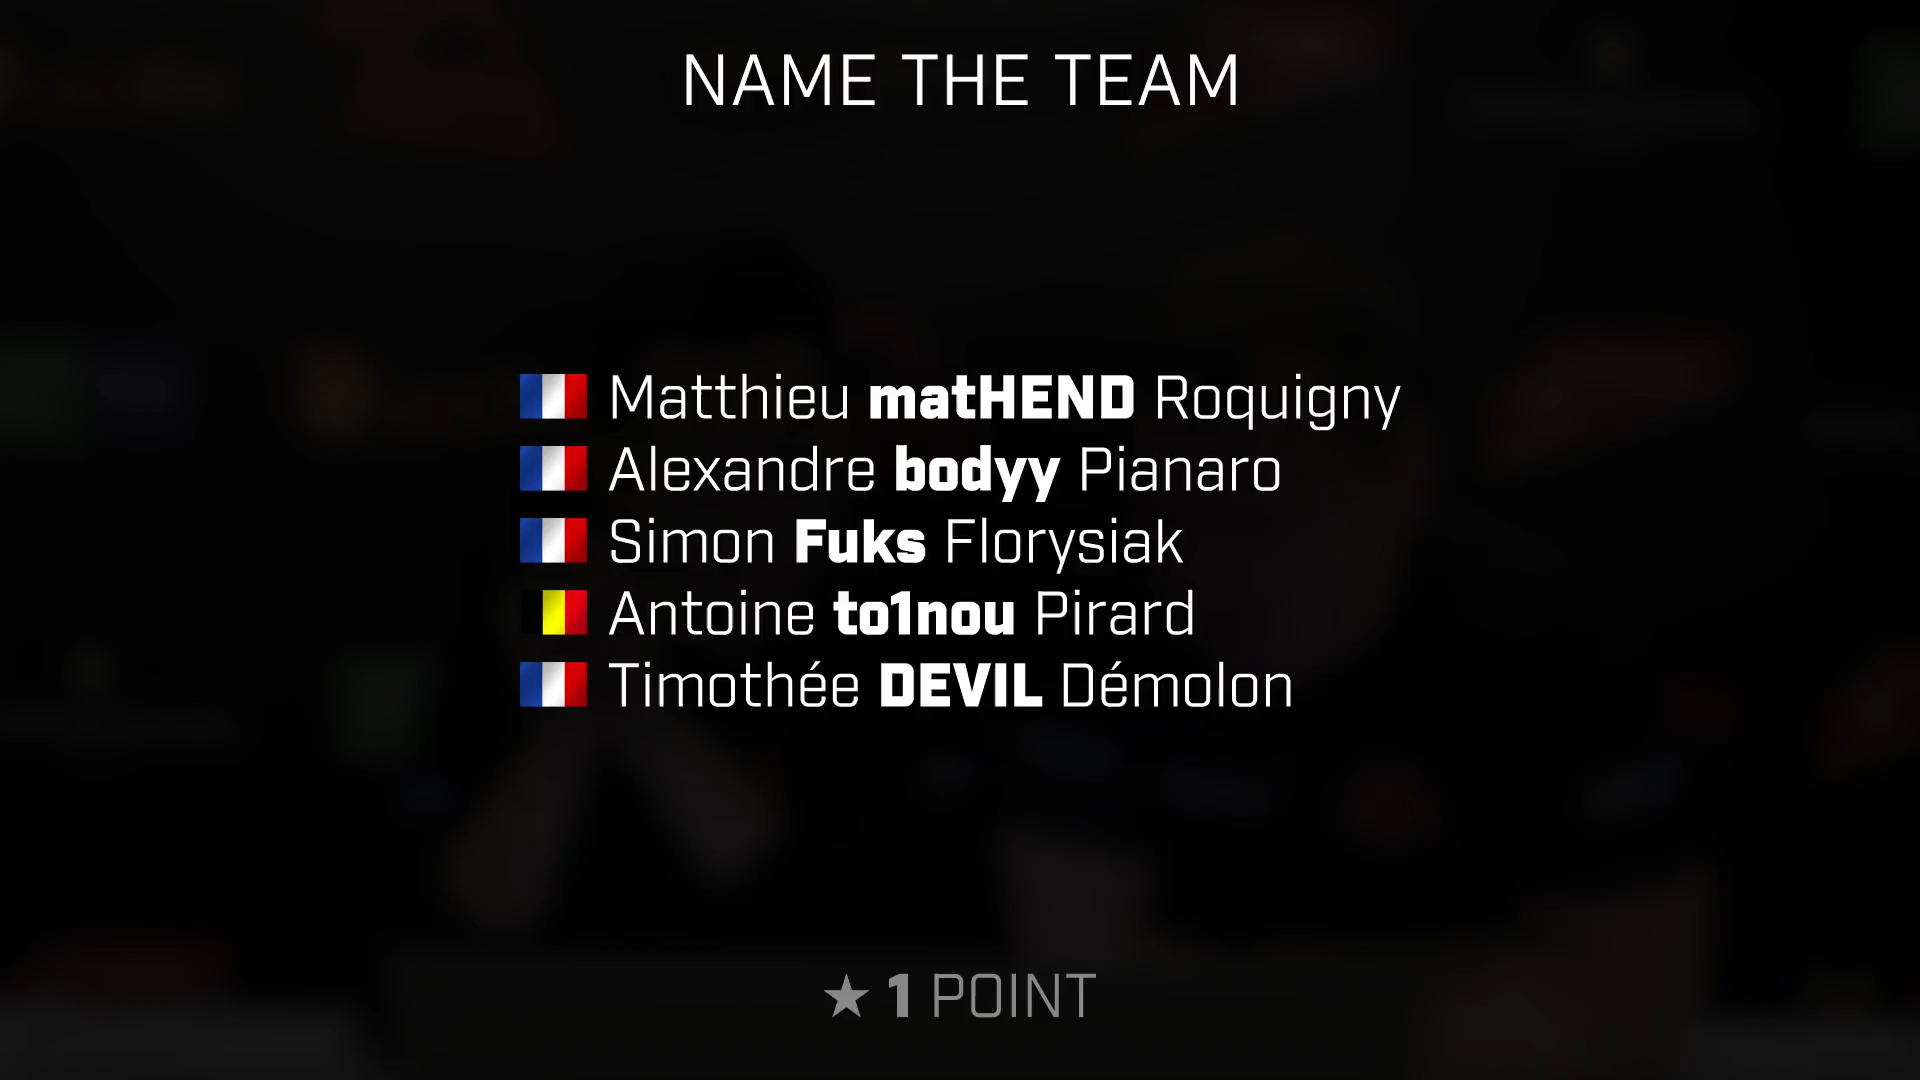 NAME THE TEAM
Matthieu matHEND Roquigny
Alexandre bodyy Pianaro
Simon Fuks Florysiak
Antoine to1nou Pirard
Timothée DEVIL Démolon
★ 1 POINT